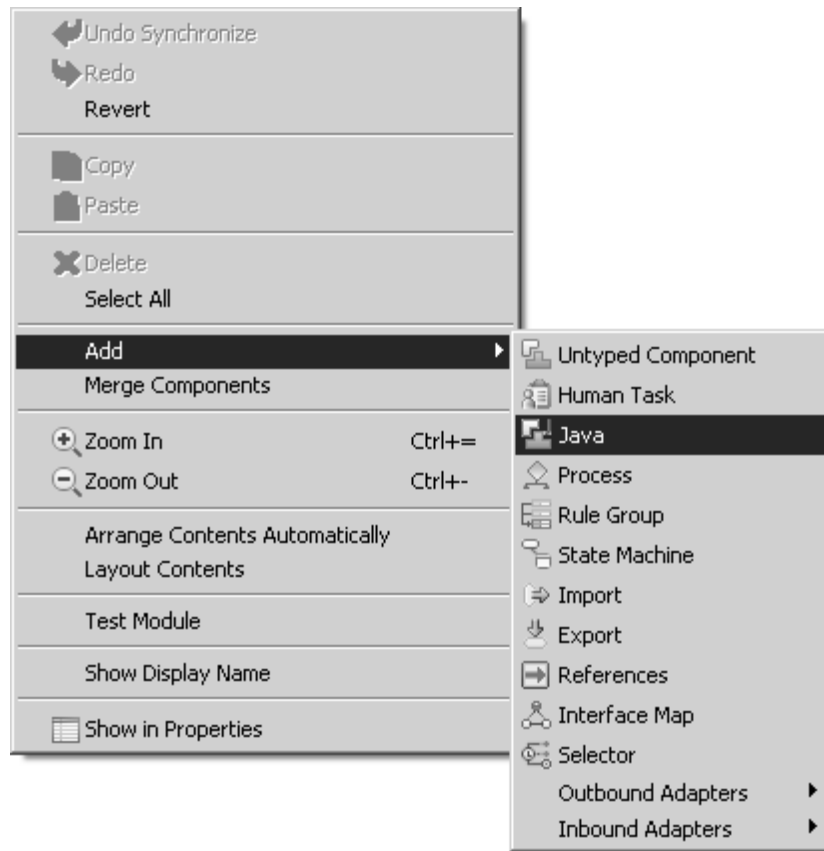 Undo Synchronize
Redo
Revert
Copy
Paste
Delete
Select All
Add
Merge Components
Zoom In Ctrl+=
Zoom Out Ctrl+-
Arrange Contents Automatically
Layout Contents
Test Module
Show Display Name
Show in Properties
Untyped Component
Human Task
Java
Process
Rule Group
State Machine
Import
Export
References
Interface Map
Selector
Outbound Adapters
Inbound Adapters